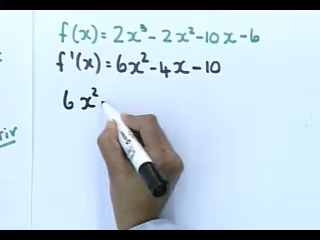 f(x) = 2x³ - 2x² - 10x - 6
f'(x) = 6x² - 4x - 10
6x² -